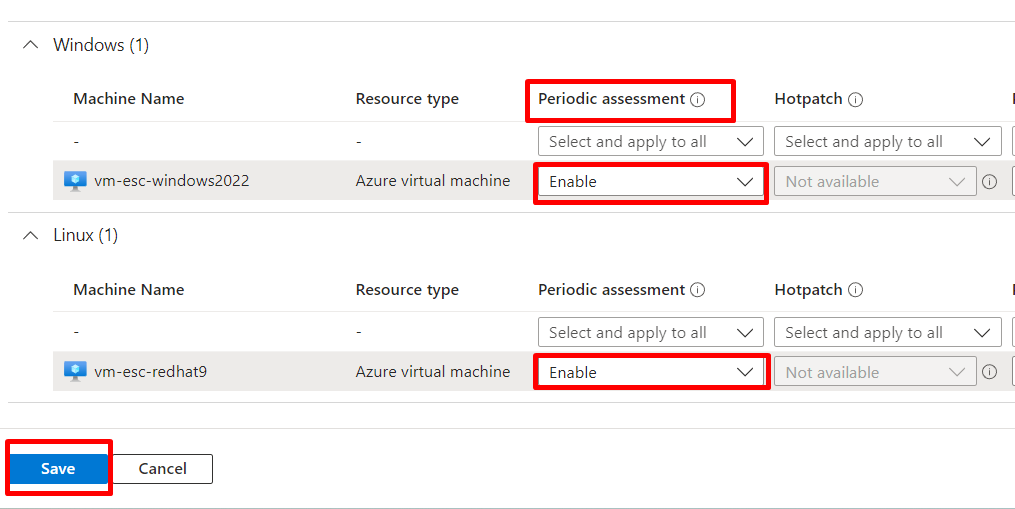 Windows (1)
Machine Name Resource type Periodic assessment Hotpatch
- - Select and apply to all Select and apply to all
vm-esc-windows2022 Azure virtual machine Enable Not available
Linux (1)
Machine Name Resource type Periodic assessment Hotpatch
- - Select and apply to all Select and apply to all
vm-esc-redhat9 Azure virtual machine Enable Not available
Save Cancel